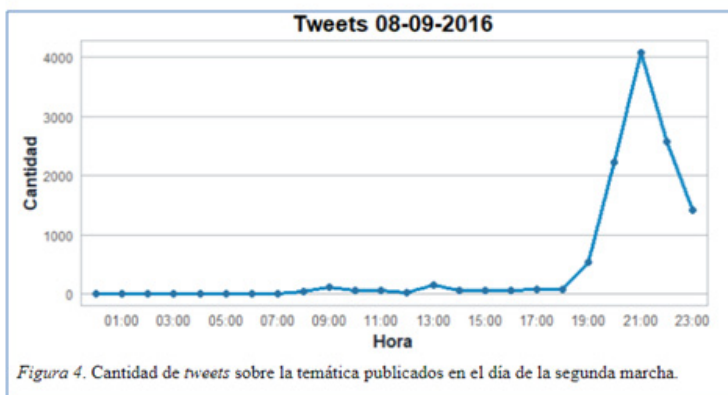 Tweets 08-09-2016
4000
3000
2000
1000
0
Cantidad
01:00 03:00 05:00 07:00 09:00 11:00 13:00 15:00 17:00 19:00 21:00 23:00
Hora
Figura 4. Cantidad de tweets sobre la temática publicados en el día de la segunda marcha.